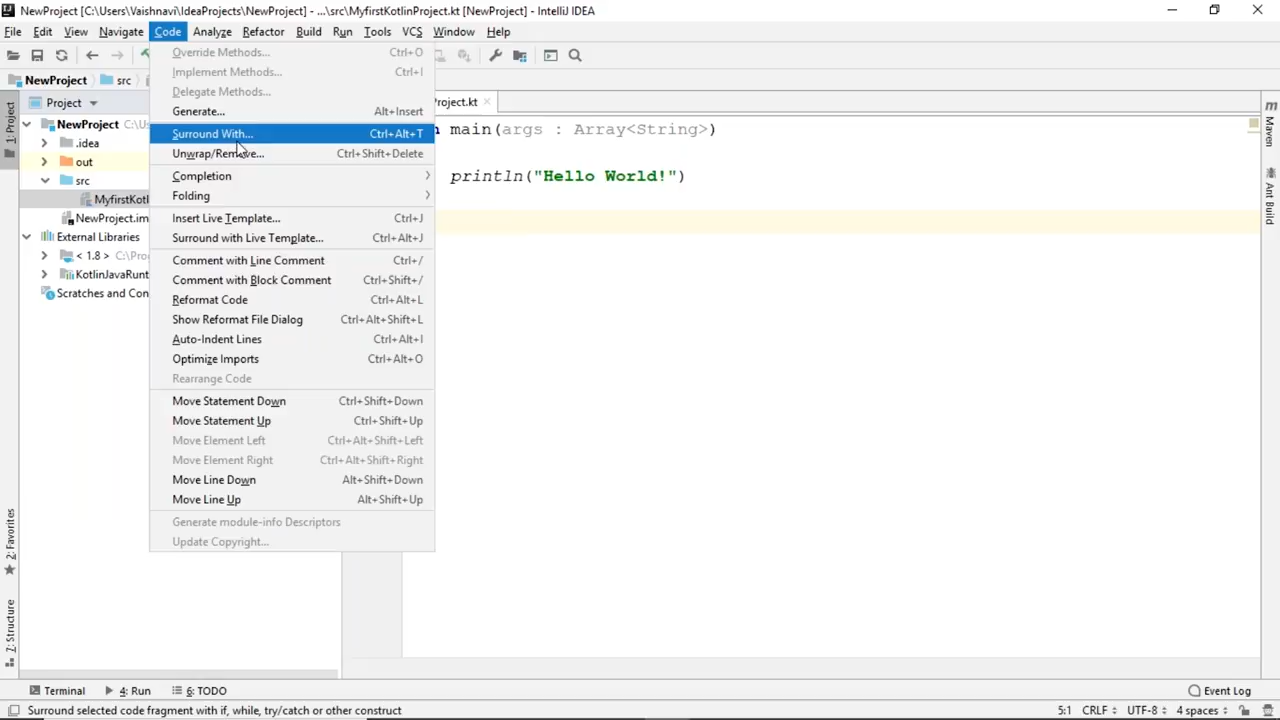 NewProject [C:\Users\Vaishnavi\IdeaProjects\NewProject] - ...\src\MyfirstKotlinProject.kt [NewProject] - IntelliJ IDEA
File Edit View Navigate Code Analyze Refactor Build Run Tools VCS Window Help
NewProject src
Project
roject.kt
1: Project
NewProject C:\U
.idea
out
src
MyfirstKotl
NewProject.im
External Libraries
< 1.8 > C:\Pro
KotlinJavaRunt
Scratches and Con
Override Methods... Ctrl+O
Implement Methods... Ctrl+I
Delegate Methods...
Generate... Alt+Insert
Surround With... Ctrl+Alt+T
Unwrap/Remove... Ctrl+Shift+Delete
Completion
Folding
Insert Live Template... Ctrl+J
Surround with Live Template... Ctrl+Alt+J
Comment with Line Comment Ctrl+/
Comment with Block Comment Ctrl+Shift+/
Reformat Code Ctrl+Alt+L
Show Reformat File Dialog Ctrl+Alt+Shift+L
Auto-Indent Lines Ctrl+Alt+I
Optimize Imports Ctrl+Alt+O
Rearrange Code
Move Statement Down Ctrl+Shift+Down
Move Statement Up Ctrl+Shift+Up
Move Element Left Ctrl+Alt+Shift+Left
Move Element Right Ctrl+Alt+Shift+Right
Move Line Down Alt+Shift+Down
Move Line Up Alt+Shift+Up
Generate module-info Descriptors
Update Copyright...
n main(args : Array<String>)
println("Hello World!")
Maven
Ant Build
2: Favorites
7: Structure
Terminal 4: Run 6: TODO Event Log
Surround selected code fragment with if, while, try/catch or other construct 5:1 CRLF UTF-8 4 spaces